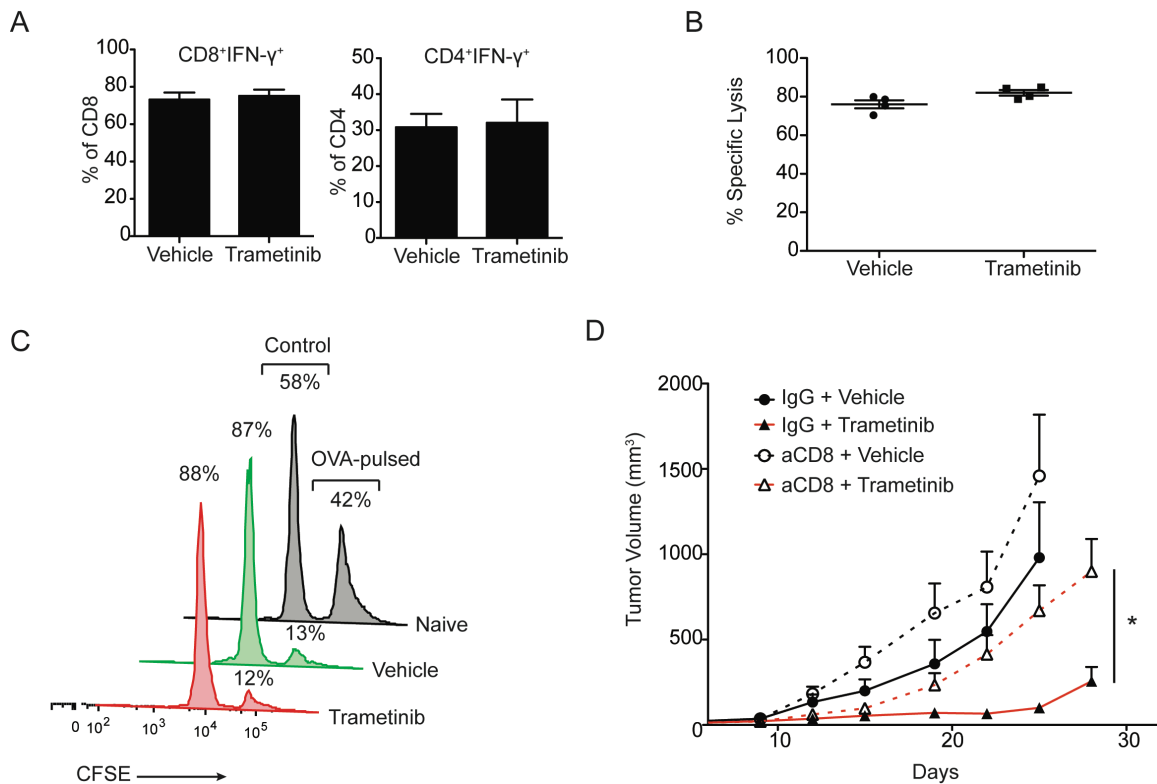 A
CD8⁺IFN-γ⁺
% of CD8
100
80
60
40
20
0
Vehicle
Trametinib
CD4⁺IFN-γ⁺
% of CD4
50
40
30
20
10
0
Vehicle
Trametinib
B
% Specific Lysis
100
80
60
40
20
0
Vehicle
Trametinib
C
Control
58%
87%
OVA-pulsed
88%
42%
Naive
13%
Vehicle
12%
Trametinib
0 10² 10³ 10⁴ 10⁵
CFSE
D
Tumor Volume (mm³)
2000
1500
1000
500
0
IgG + Vehicle
IgG + Trametinib
aCD8 + Vehicle
aCD8 + Trametinib
*
10 20 30
Days